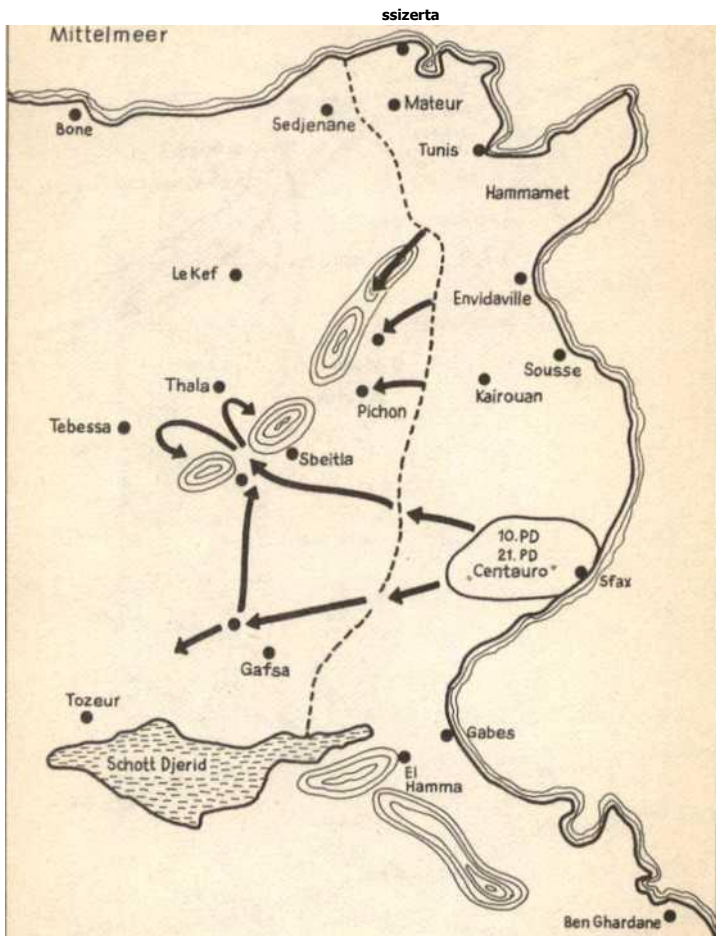 ssizerta
Mittelmeer
Bone
Sedjenane
Mateur
Tunis
Hammamet
Le Kef
Envidaville
Sousse
Thala
Pichon
Kairouan
Tebessa
Sbeitla
10. PD
21. PD
„Centauro"
Sfax
Gafsa
Tozeur
Gabes
Schott Djerid
El
Hamma
Ben Ghardane